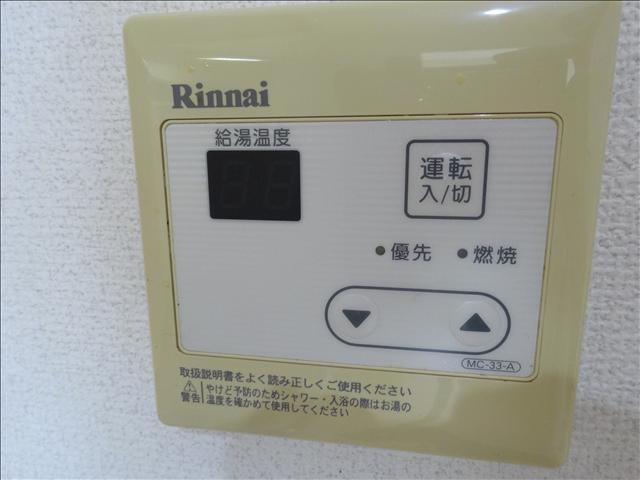 Rinnai
給湯温度
運転
入/切
優先 燃焼
MC-33-A
取扱説明書をよく読み正しくご使用ください
警告 やけど予防のためシャワー・入浴の際はお湯の
温度を確かめて使用してください